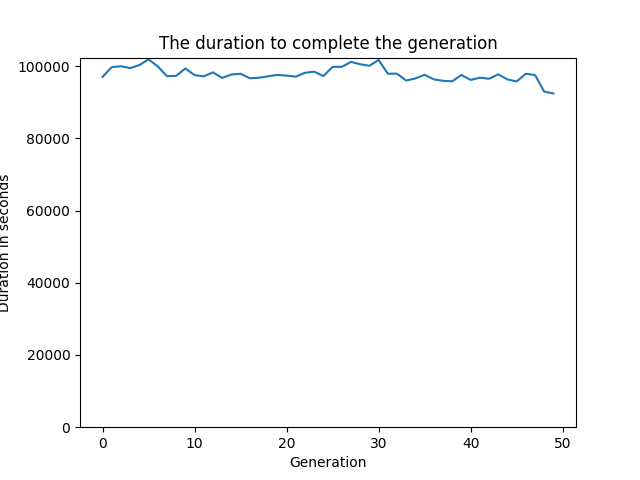 The duration to complete the generation
100000
80000
60000
40000
20000
0
Duration in seconds
0 10 20 30 40 50
Generation